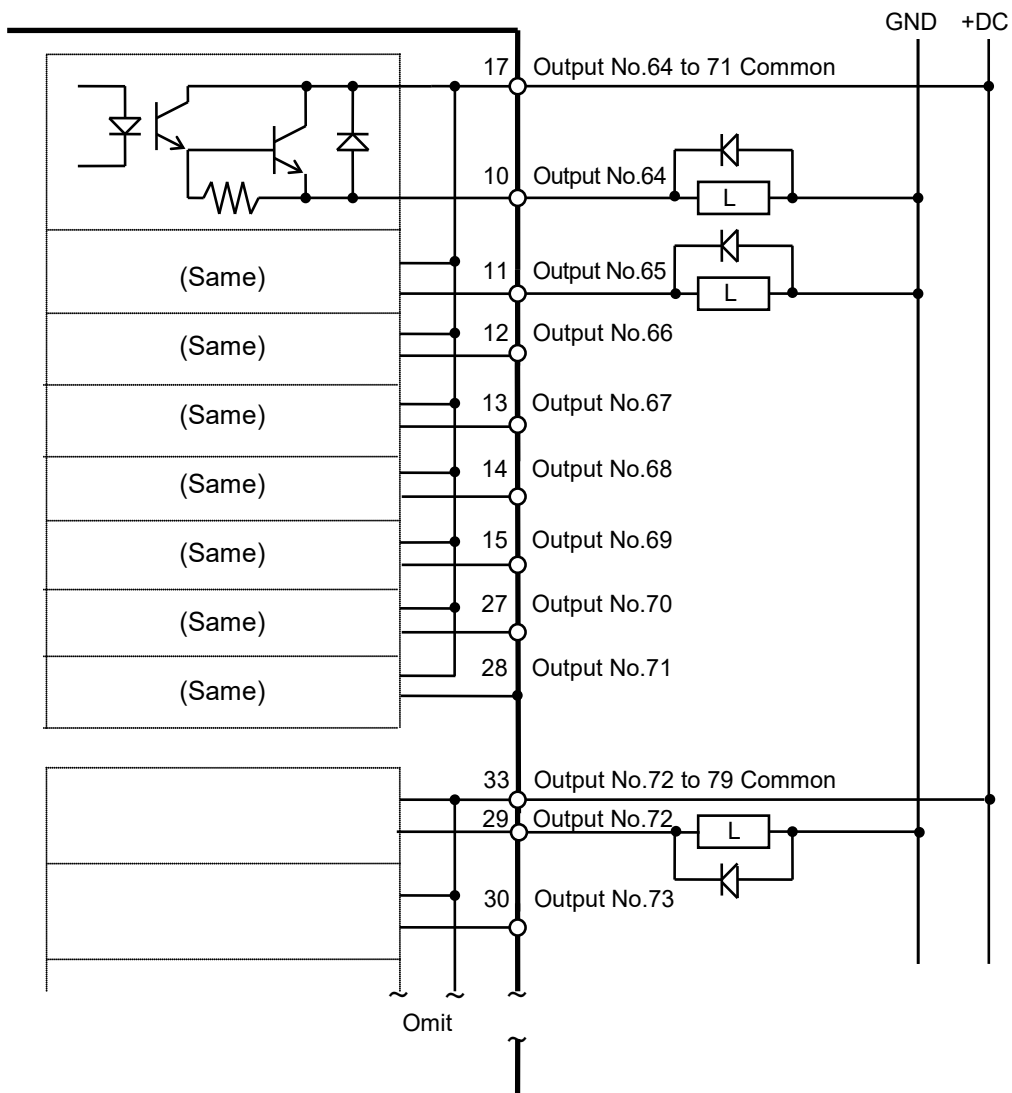 GND +DC
17 Output No.64 to 71 Common
10 Output No.64
L
(Same) 11 Output No.65
L
(Same) 12 Output No.66
(Same) 13 Output No.67
(Same) 14 Output No.68
(Same) 15 Output No.69
(Same) 27 Output No.70
(Same) 28 Output No.71
33 Output No.72 to 79 Common
29 Output No.72
L
30 Output No.73
~ ~ ~
Omit
~